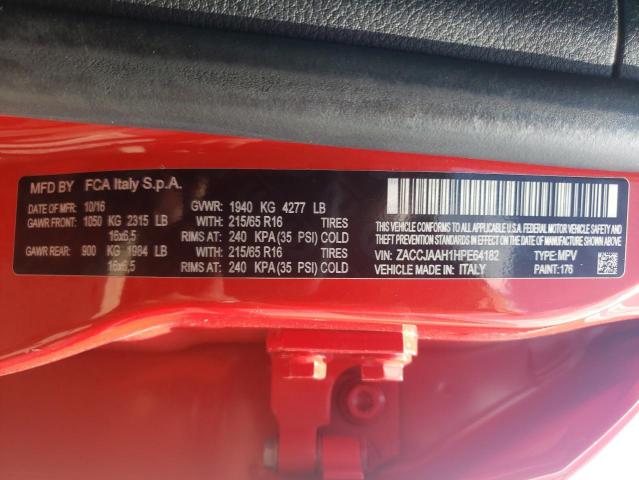 MFD BY FCA Italy S.p.A.
DATE OF MFR: 10/16 GVWR: 1940 KG 4277 LB
GAWR FRONT: 1050 KG 2315 LB WITH: 215/65 R16 TIRES
16x6,5 RIMS AT: 240 KPA (35 PSI) COLD
GAWR REAR: 900 KG 1984 LB WITH: 215/65 R16 TIRES
16x6,5 RIMS AT: 240 KPA (35 PSI) COLD
THIS VEHICLE CONFORMS TO ALL APPLICABLE U.S.A. FEDERAL MOTOR VEHICLE
SAFETY, BUMPER, AND THEFT PREVENTION STANDARDS IN EFFECT
ON THE DATE OF MANUFACTURE SHOWN ABOVE.
VIN: ZACCJAAH1HPE64182 TYPE: MPV
VEHICLE MADE IN: ITALY PAINT: 176